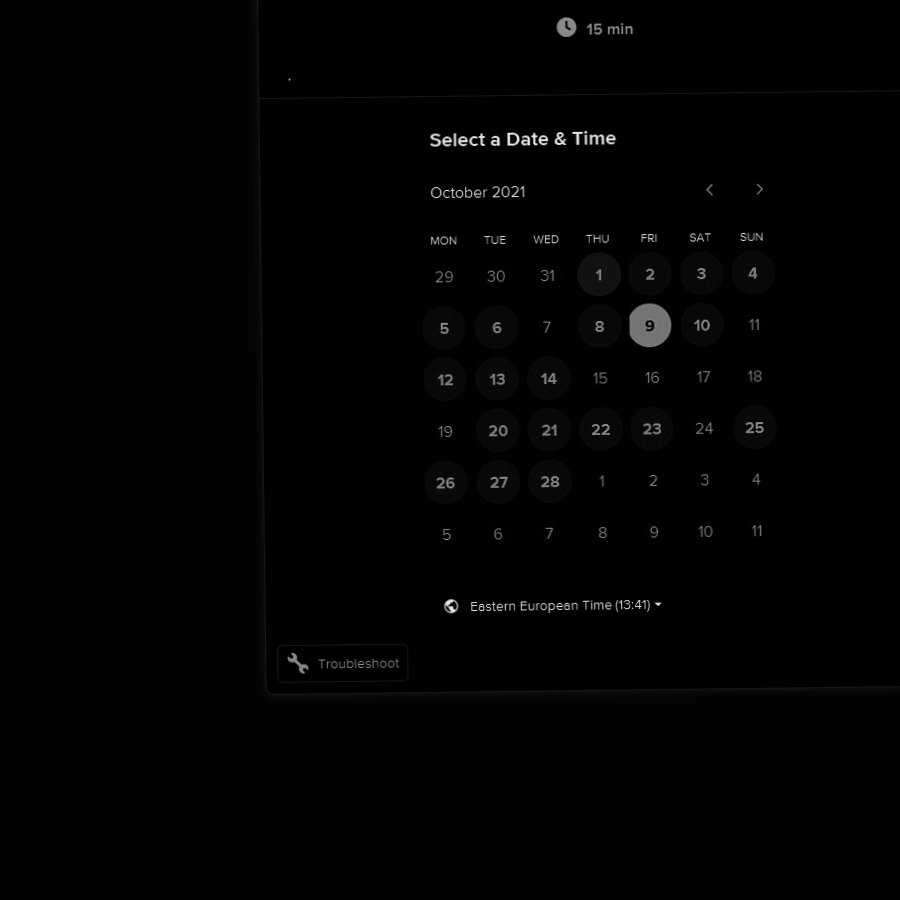 15 min
Select a Date & Time
October 2021
MON TUE WED THU FRI SAT SUN
29 30 31 1 2 3 4
5 6 7 8 9 10 11
12 13 14 15 16 17 18
19 20 21 22 23 24 25
26 27 28 1 2 3 4
5 6 7 8 9 10 11
Eastern European Time (13:41)
Troubleshoot